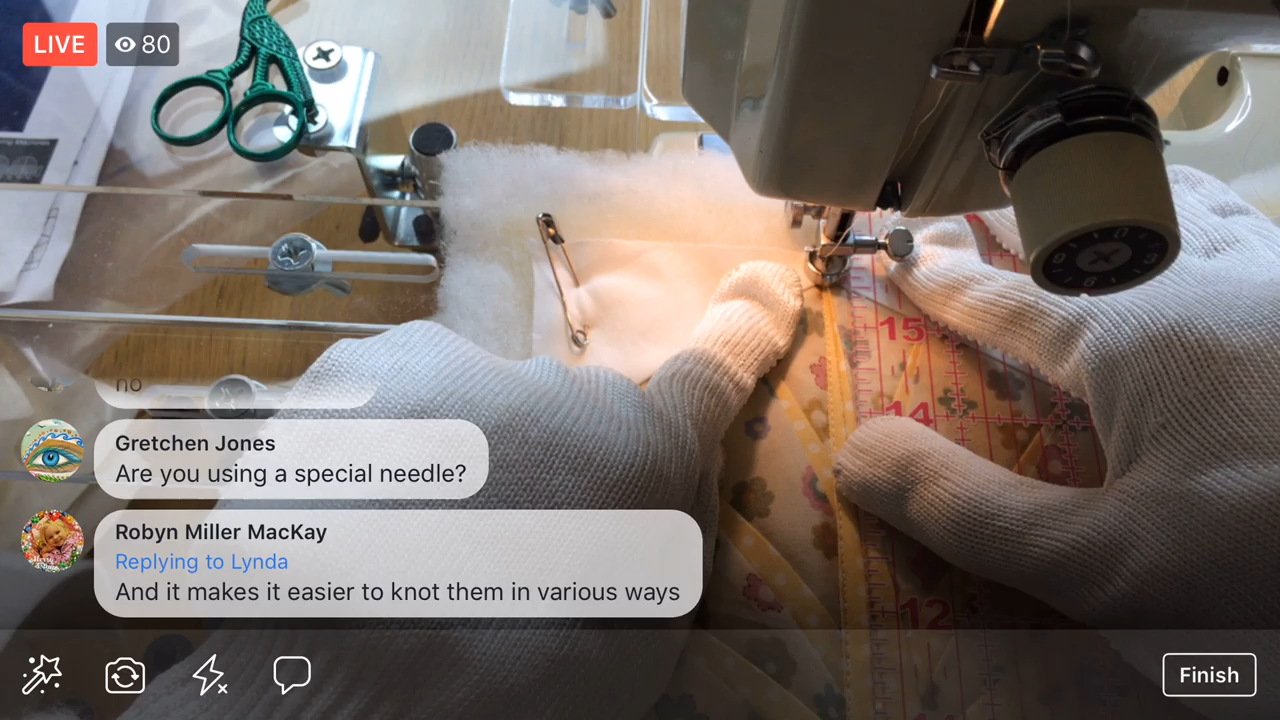 LIVE
80
15
14
no
Gretchen Jones
Are you using a special needle?
Robyn Miller MacKay
Replying to Lynda
And it makes it easier to knot them in various ways
12
Finish